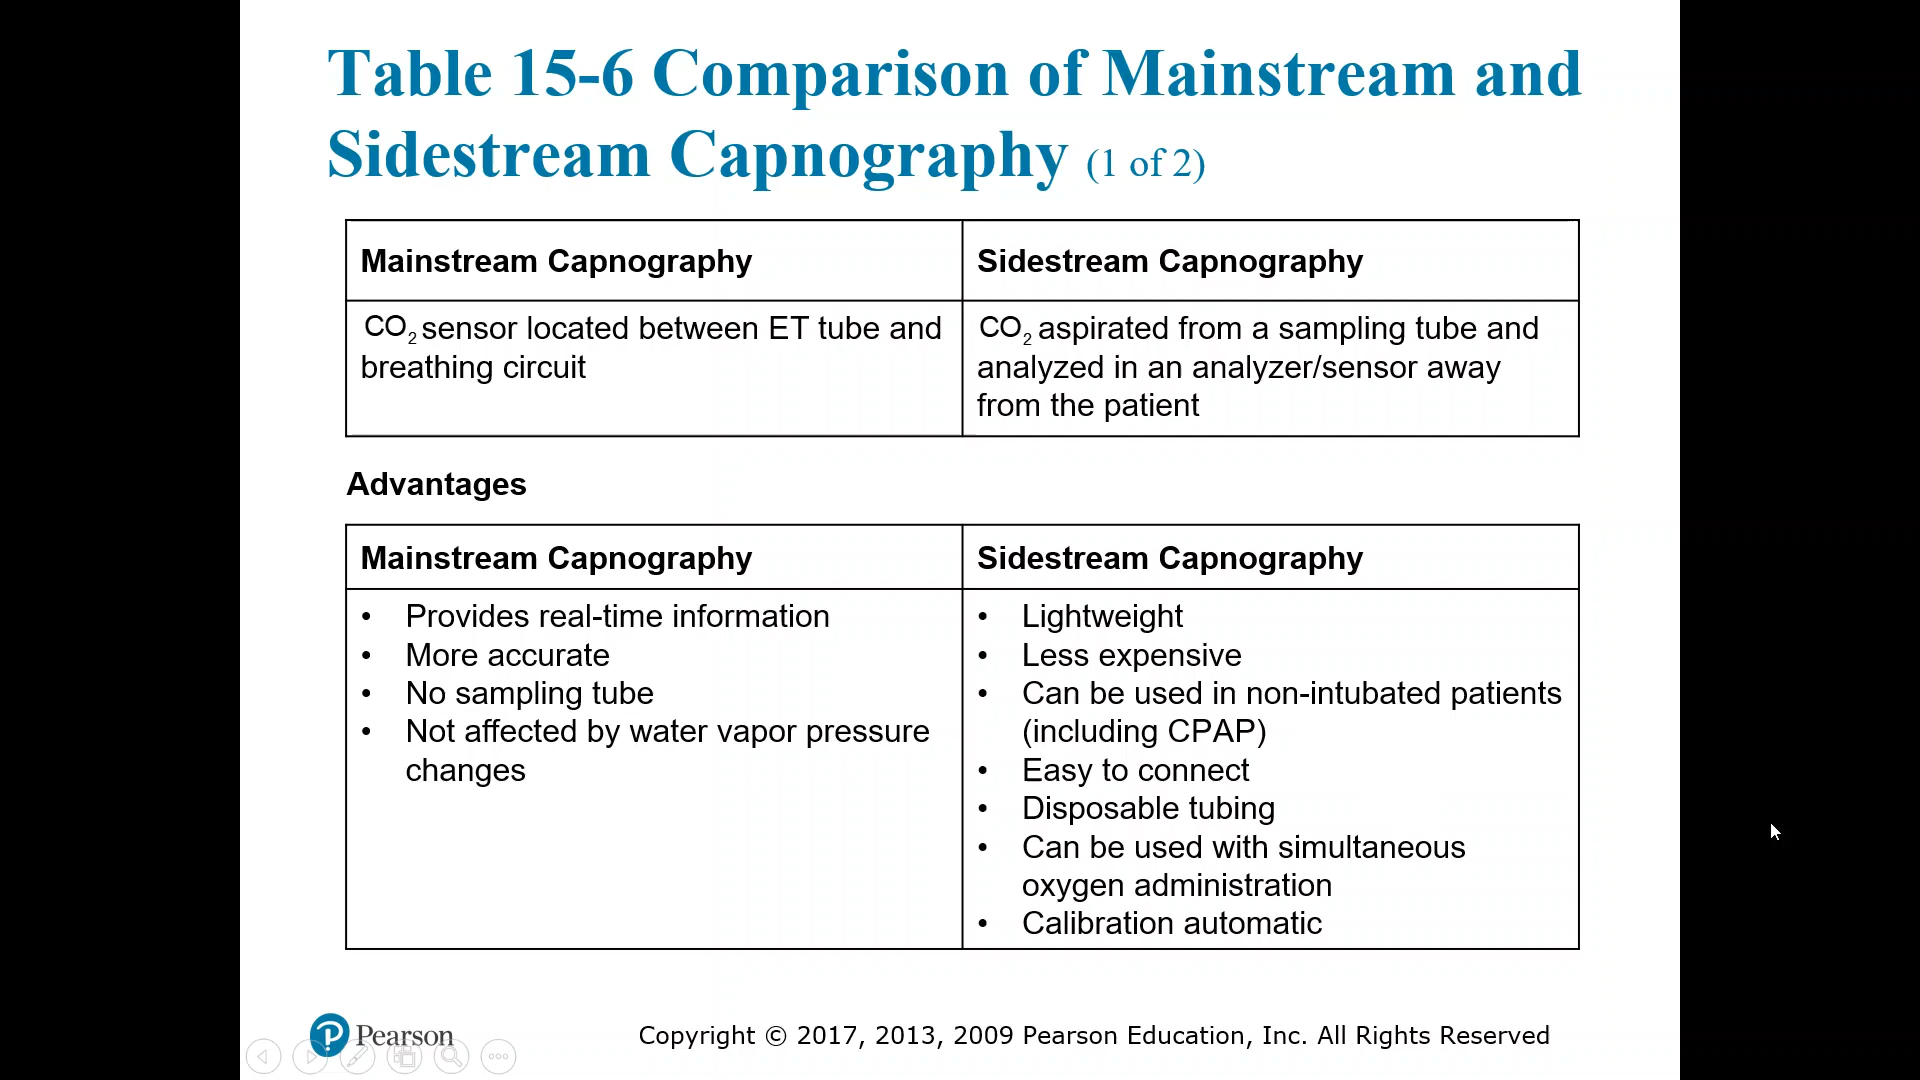 Table 15-6 Comparison of Mainstream and
Sidestream Capnography (1 of 2)
Mainstream Capnography
Sidestream Capnography
CO2 sensor located between ET tube and
breathing circuit
CO2 aspirated from a sampling tube and
analyzed in an analyzer/sensor away
from the patient
Advantages
Mainstream Capnography
Sidestream Capnography
• Provides real-time information
• More accurate
• No sampling tube
• Not affected by water vapor pressure
changes
• Lightweight
• Less expensive
• Can be used in non-intubated patients
(including CPAP)
• Easy to connect
• Disposable tubing
• Can be used with simultaneous
oxygen administration
• Calibration automatic
Pearson
Copyright © 2017, 2013, 2009 Pearson Education, Inc. All Rights Reserved